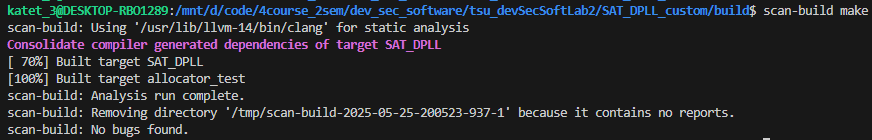 katet_3@DESKTOP-RBO1289:/mnt/d/code/4course_2sem/dev_sec_software/tsu_devSecSoftLab2/SAT_DPLL_custom/build$ scan-build make
scan-build: Using '/usr/lib/llvm-14/bin/clang' for static analysis
Consolidate compiler generated dependencies of target SAT_DPLL
[ 70%] Built target SAT_DPLL
[100%] Built target allocator_test
scan-build: Analysis run complete.
scan-build: Removing directory '/tmp/scan-build-2025-05-25-200523-937-1' because it contains no reports.
scan-build: No bugs found.